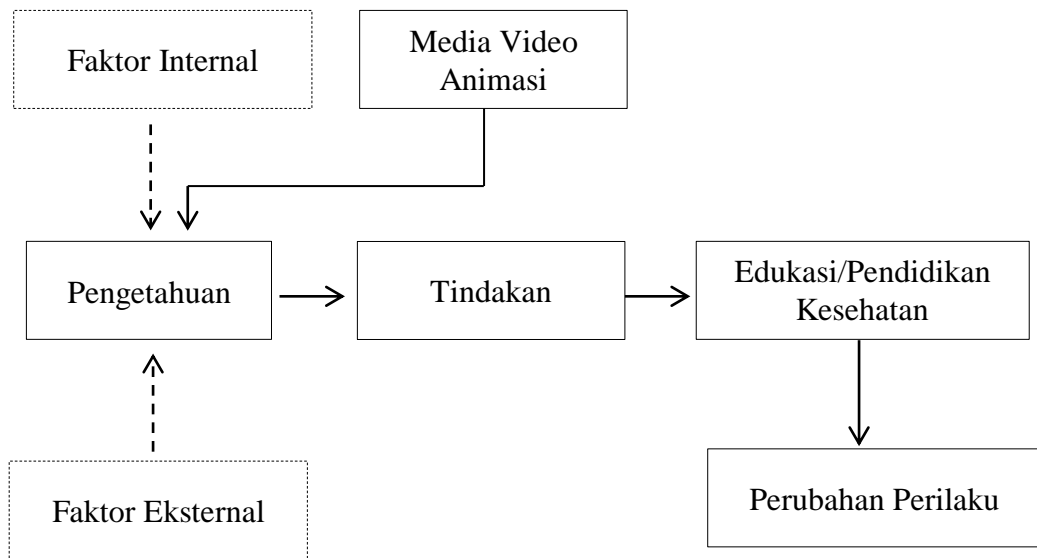 Faktor Internal
Media Video
Animasi
Pengetahuan
Tindakan
Edukasi/Pendidikan
Kesehatan
Faktor Eksternal
Perubahan Perilaku